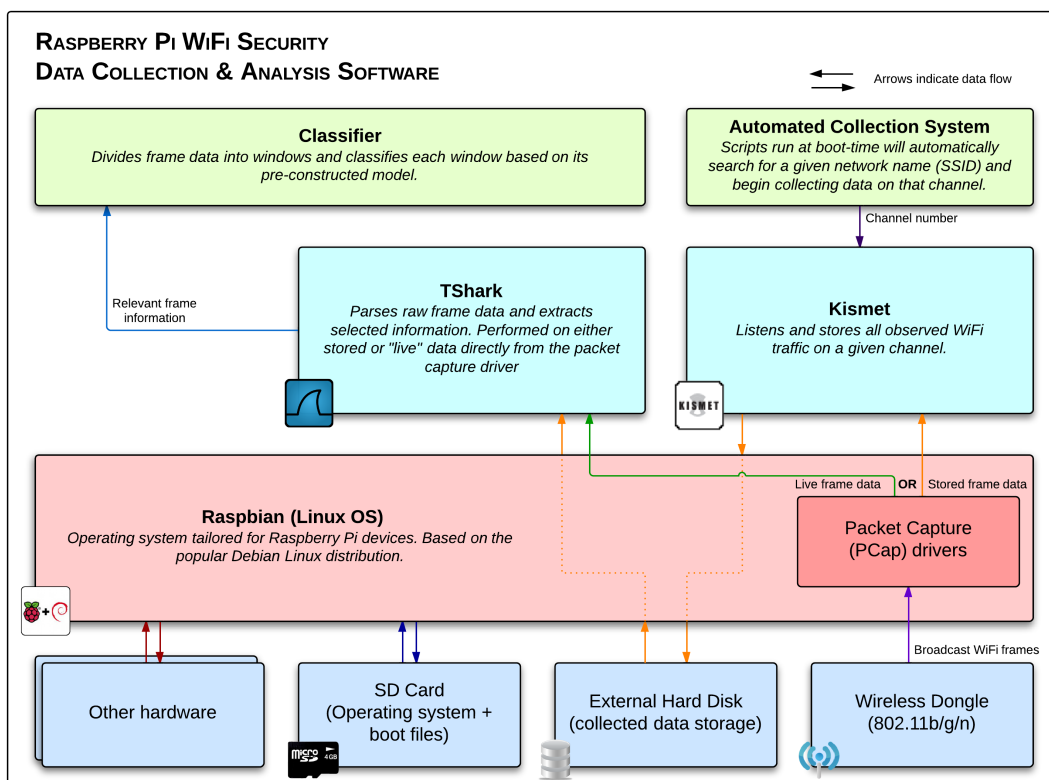 Raspberry Pi WiFi Security
Data Collection & Analysis Software
Arrows indicate data flow
Classifier
Divides frame data into windows and classifies each window based on its
pre-constructed model.
Automated Collection System
Scripts run at boot-time will automatically
search for a given network name (SSID) and
begin collecting data on that channel.
Channel number
Relevant frame
information
TShark
Parses raw frame data and extracts
selected information. Performed on either
stored or "live" data directly from the packet
capture driver
Kismet
Listens and stores all observed WiFi
traffic on a given channel.
KISMET
Live frame data OR Stored frame data
Raspbian (Linux OS)
Operating system tailored for Raspberry Pi devices. Based on the
popular Debian Linux distribution.
Packet Capture
(PCap) drivers
+
Broadcast WiFi frames
Other hardware
SD Card
(Operating system +
boot files)
External Hard Disk
(collected data storage)
Wireless Dongle
(802.11b/g/n)
micro
SD
4GB